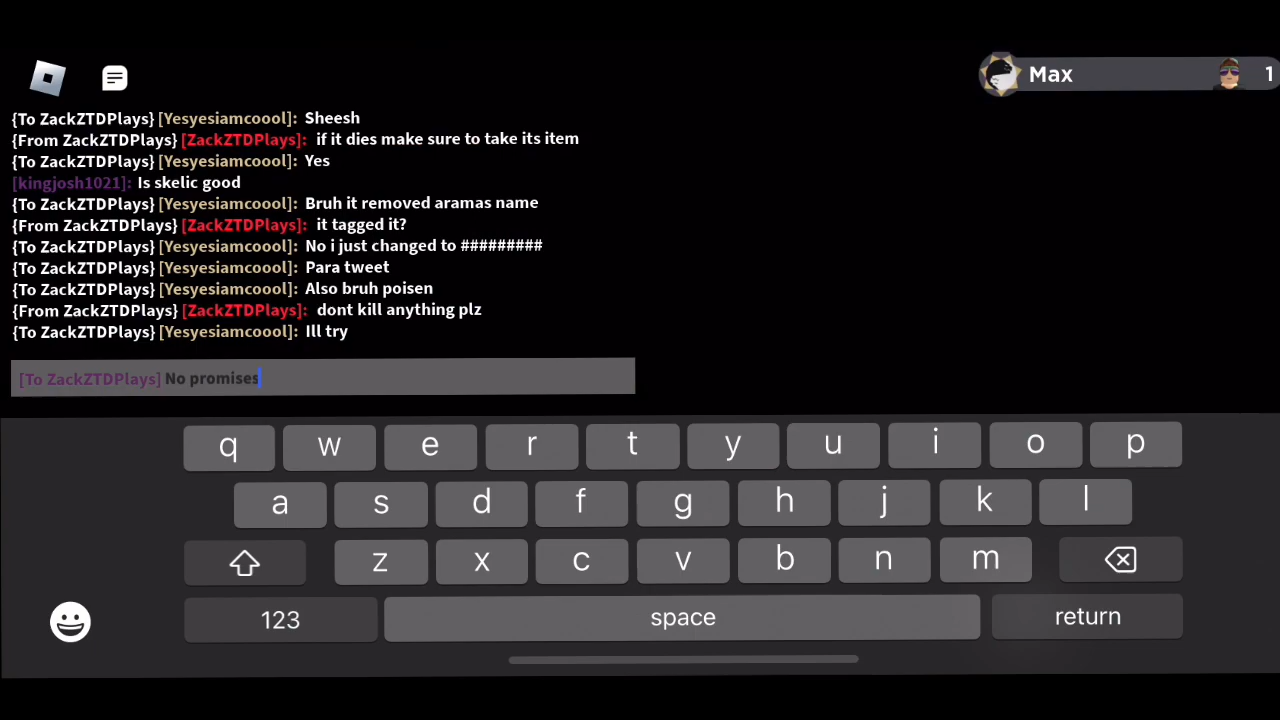 Max
1
{To ZackZTDPlays} [Yesyesiamcoool]: Sheesh
{From ZackZTDPlays} [ZackZTDPlays]: if it dies make sure to take its item
{To ZackZTDPlays} [Yesyesiamcoool]: Yes
[kingjosh1021]: Is skelic good
{To ZackZTDPlays} [Yesyesiamcoool]: Bruh it removed aramas name
{From ZackZTDPlays} [ZackZTDPlays]: it tagged it?
{To ZackZTDPlays} [Yesyesiamcoool]: No i just changed to #########
{To ZackZTDPlays} [Yesyesiamcoool]: Para tweet
{To ZackZTDPlays} [Yesyesiamcoool]: Also bruh poisen
{From ZackZTDPlays} [ZackZTDPlays]: dont kill anything plz
{To ZackZTDPlays} [Yesyesiamcoool]: Ill try
[To ZackZTDPlays] No promises
q w e r t y u i o p
a s d f g h j k l
z x c v b n m
123 space return